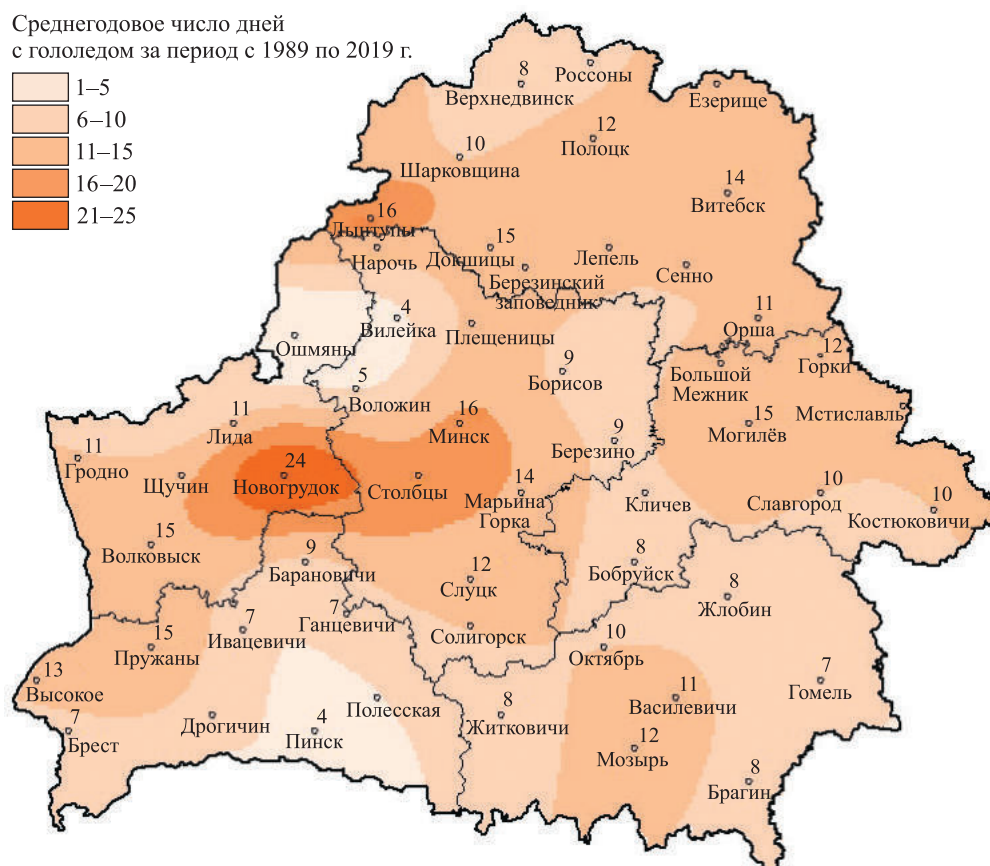 Среднегодовое число дней
с гололедом за период с 1989 по 2019 г.
1–5
6–10
11–15
16–20
21–25
8
Верхнедвинск
Россоны
Езерище
12
Полоцк
10
Шарковщина
14
Витебск
16
Лынтупы
Нарочь
15
Докшицы
Березинский
заповедник
Лепель
Сенно
4
Вилейка
Плещеницы
11
Орша
Ошмяны
9
Борисов
Большой
Межник
12
Горки
5
Воложин
11
Лида
16
Минск
9
Березино
15
Могилёв
Мстиславль
11
Гродно
Щучин
24
Новогрудок
Столбцы
14
Марьина
Горка
Кличев
10
Славгород
10
Костюковичи
15
Волковыск
9
Барановичи
12
Слуцк
8
Бобруйск
8
Жлобин
7
Ивацевичи
7
Ганцевичи
Солигорск
15
Пружаны
10
Октябрь
13
Высокое
7
Гомель
7
Брест
Дрогичин
4
Пинск
Полесская
8
Житковичи
11
Василевичи
12
Мозырь
8
Брагин